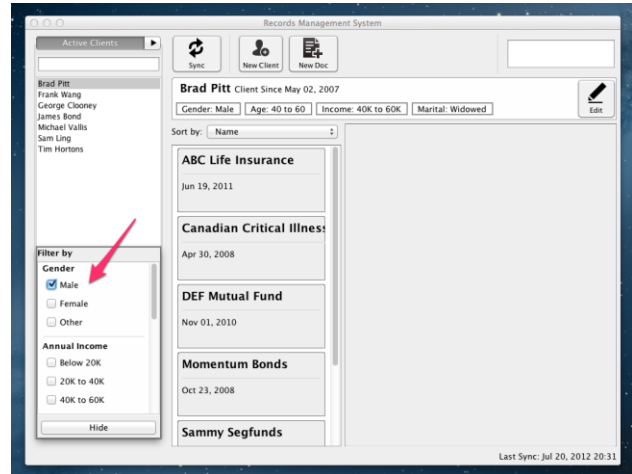 Records Management System
Active Clients
Sync
New Client
New Doc
Brad Pitt
Frank Wang
George Clooney
James Bond
Michael Vallis
Sam Ling
Tim Hortons
Brad Pitt Client Since May 02, 2007
Gender: Male Age: 40 to 60 Income: 40K to 60K Marital: Widowed
Edit
Sort by: Name
ABC Life Insurance
Jun 19, 2011
Canadian Critical Illness
Apr 30, 2008
DEF Mutual Fund
Nov 01, 2010
Momentum Bonds
Oct 23, 2008
Sammy Segfunds
Filter by
Gender
Male
Female
Other
Annual Income
Below 20K
20K to 40K
40K to 60K
Hide
Last Sync: Jul 20, 2012 20:31